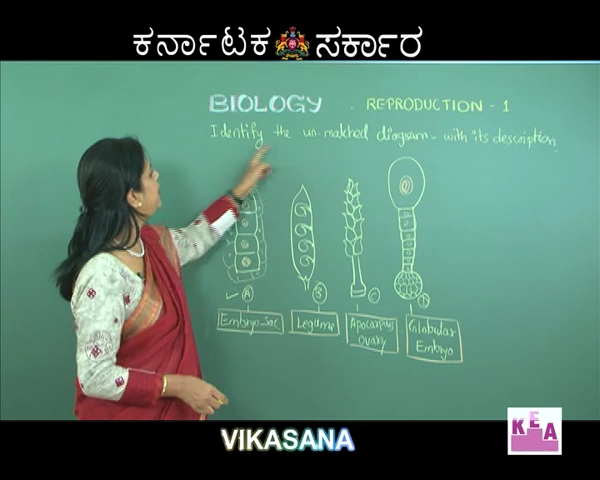 ಕರ್ನಾಟಕ ಸರ್ಕಾರ
BIOLOGY - REPRODUCTION - 1
Identify the un-matched diagram - with its description.
A B C D
Embryo-Sac Legume Apocarpous Globular
Ovary Embryo
VIKASANA
KEA